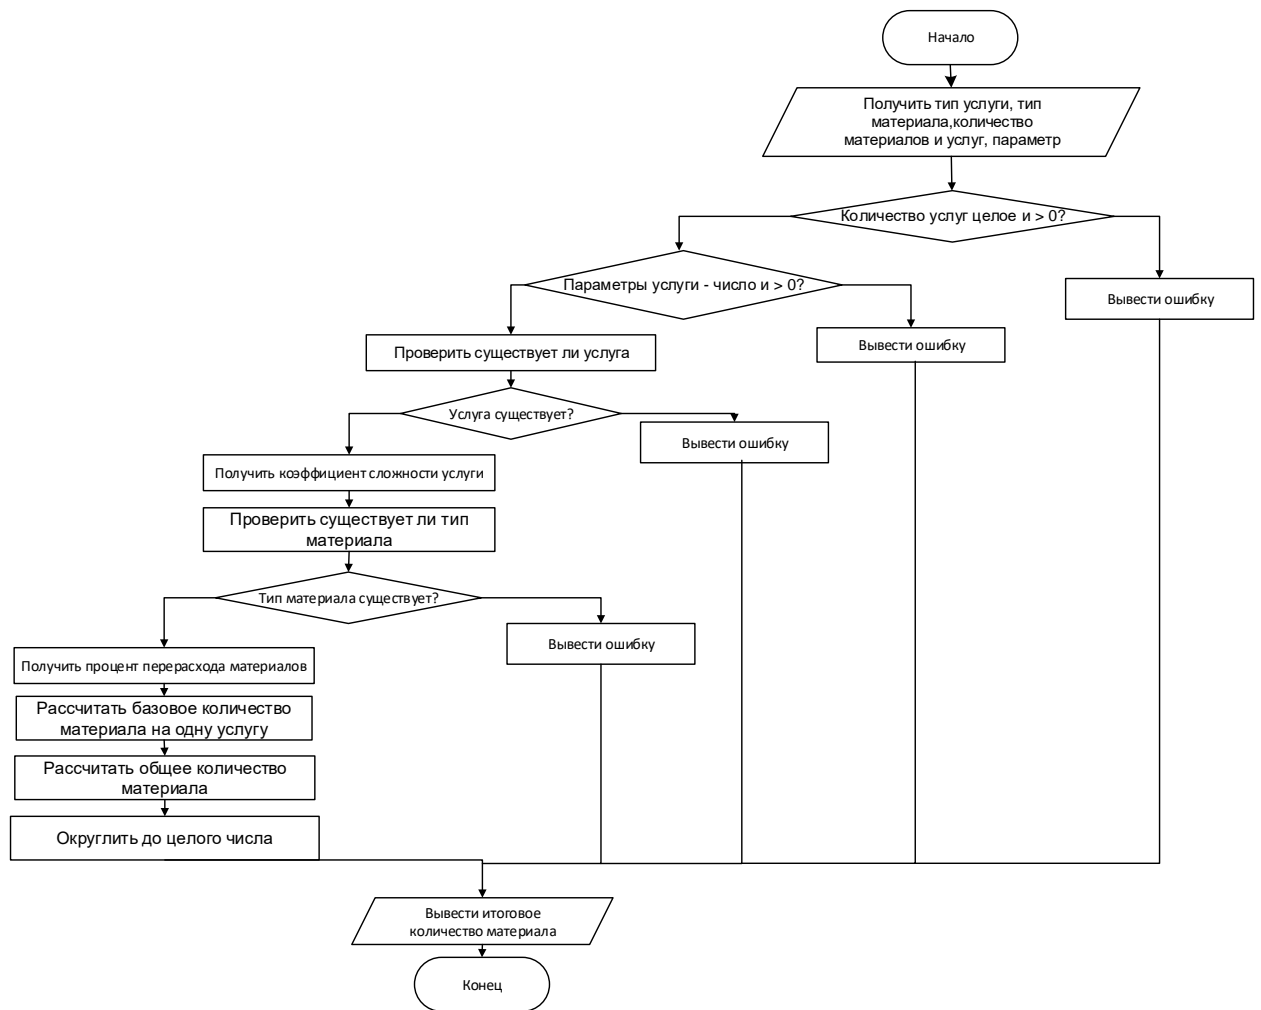 Начало
Получить тип услуги, тип
материала,количество
материалов и услуг, параметр
Количество услуг целое и > 0?
Параметры услуги - число и > 0?
Вывести ошибку
Вывести ошибку
Проверить существует ли услуга
Услуга существует?
Вывести ошибку
Получить коэффициент сложности услуги
Проверить существует ли тип
материала
Тип материала существует?
Вывести ошибку
Получить процент перерасхода материалов
Рассчитать базовое количество
материала на одну услугу
Рассчитать общее количество
материала
Округлить до целого числа
Вывести итоговое
количество материала
Конец